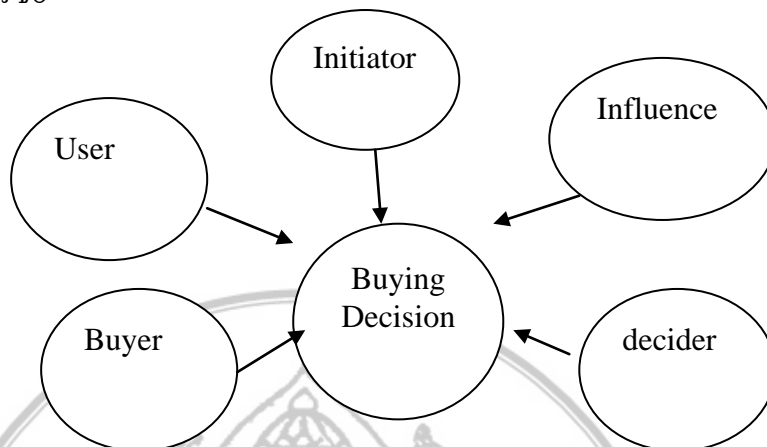 Initiator
Influence
User
Buying
Decision
Buyer
decider